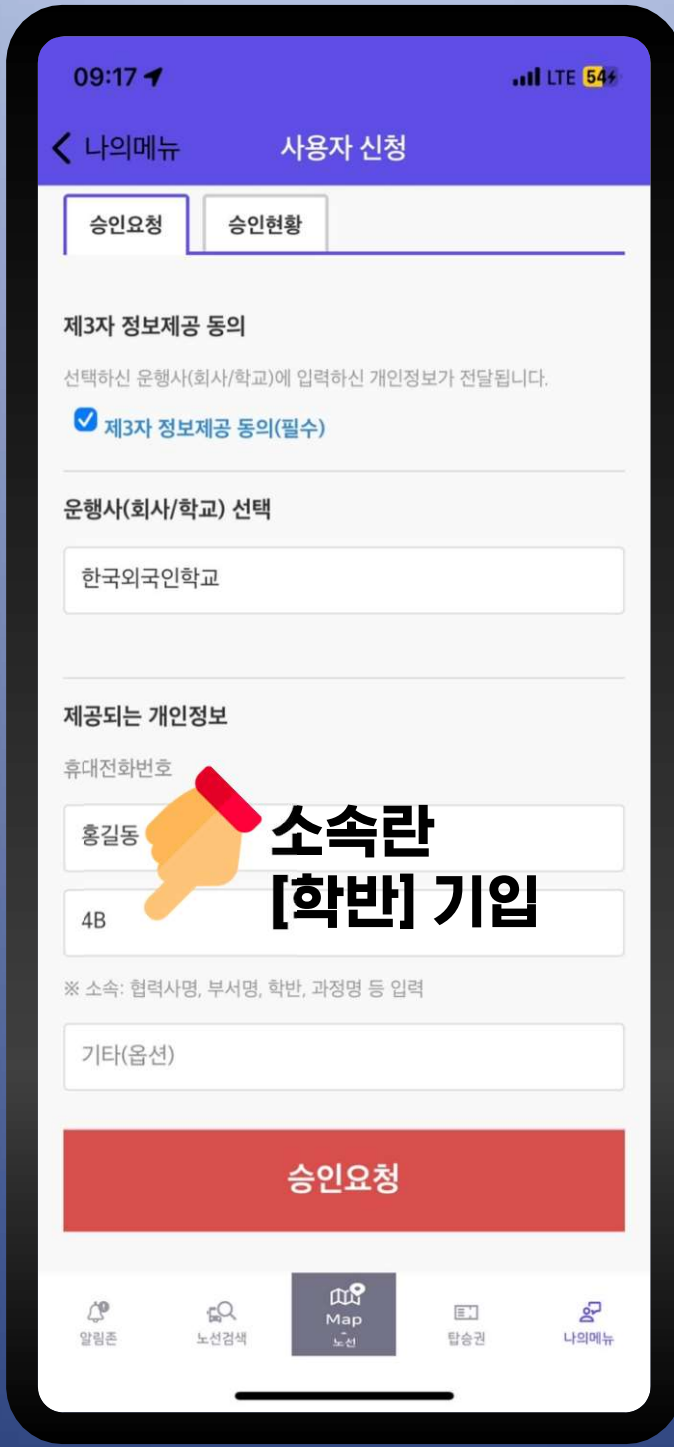 09:17
LTE 54
나의메뉴 사용자 신청
승인요청 승인현황
제3자 정보제공 동의
선택하신 운행사(회사/학교)에 입력하신 개인정보가 전달됩니다.
제3자 정보제공 동의(필수)
운행사(회사/학교) 선택
한국외국인학교
제공되는 개인정보
휴대전화번호
홍길동
소속란
[학반] 기입
4B
※ 소속: 협력사명, 부서명, 학반, 과정명 등 입력
기타(옵션)
승인요청
알림존
노선검색
Map
노선
탑승권
나의메뉴